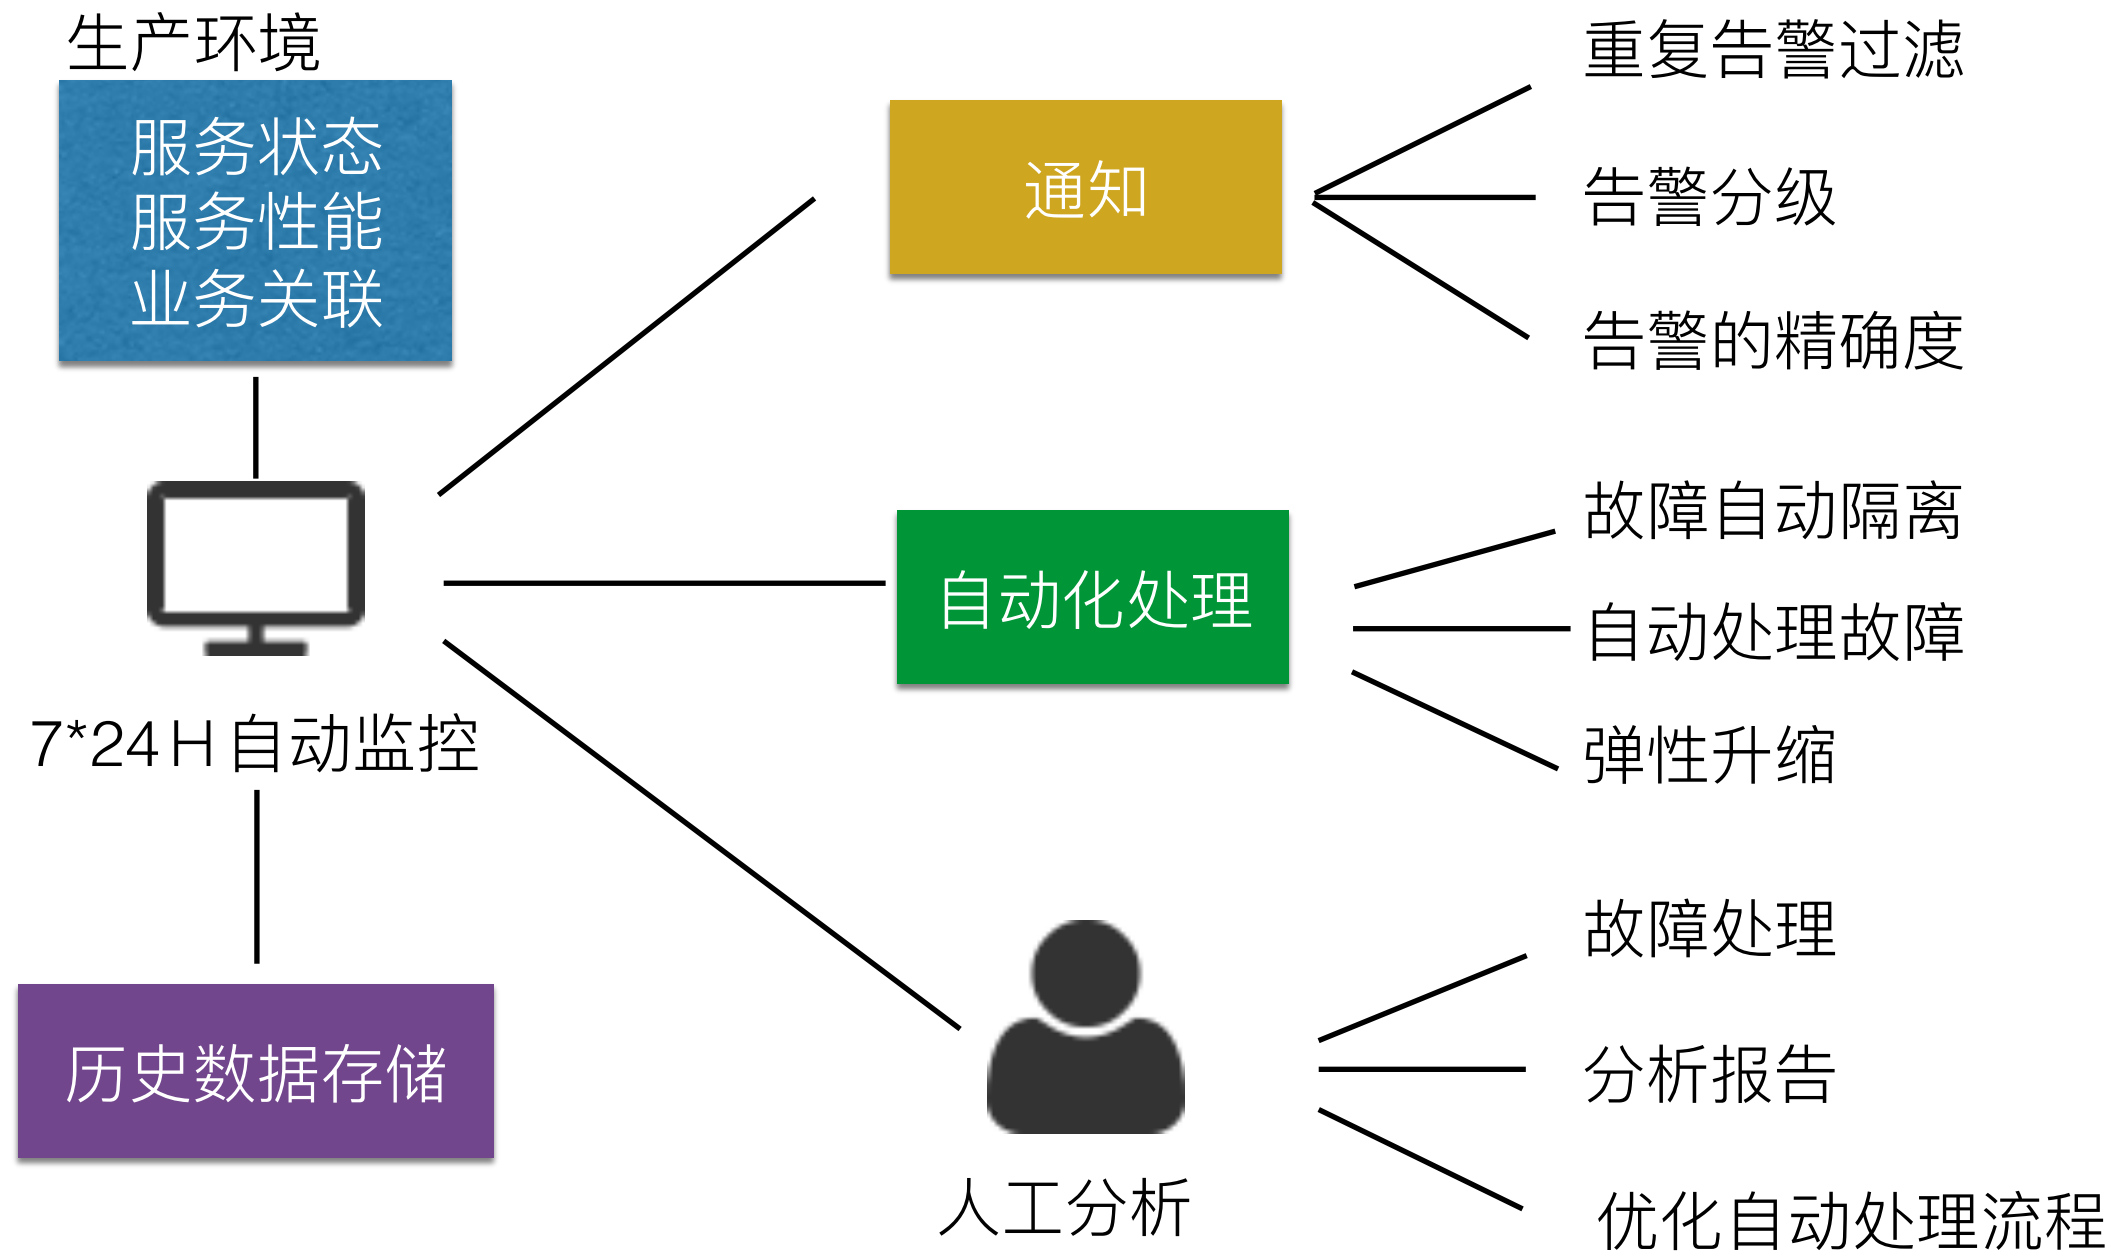 生产环境
服务状态
服务性能
业务关联
7*24H自动监控
历史数据存储
通知
重复告警过滤
告警分级
告警的精确度
自动化处理
故障自动隔离
自动处理故障
弹性升缩
人工分析
故障处理
分析报告
优化自动处理流程